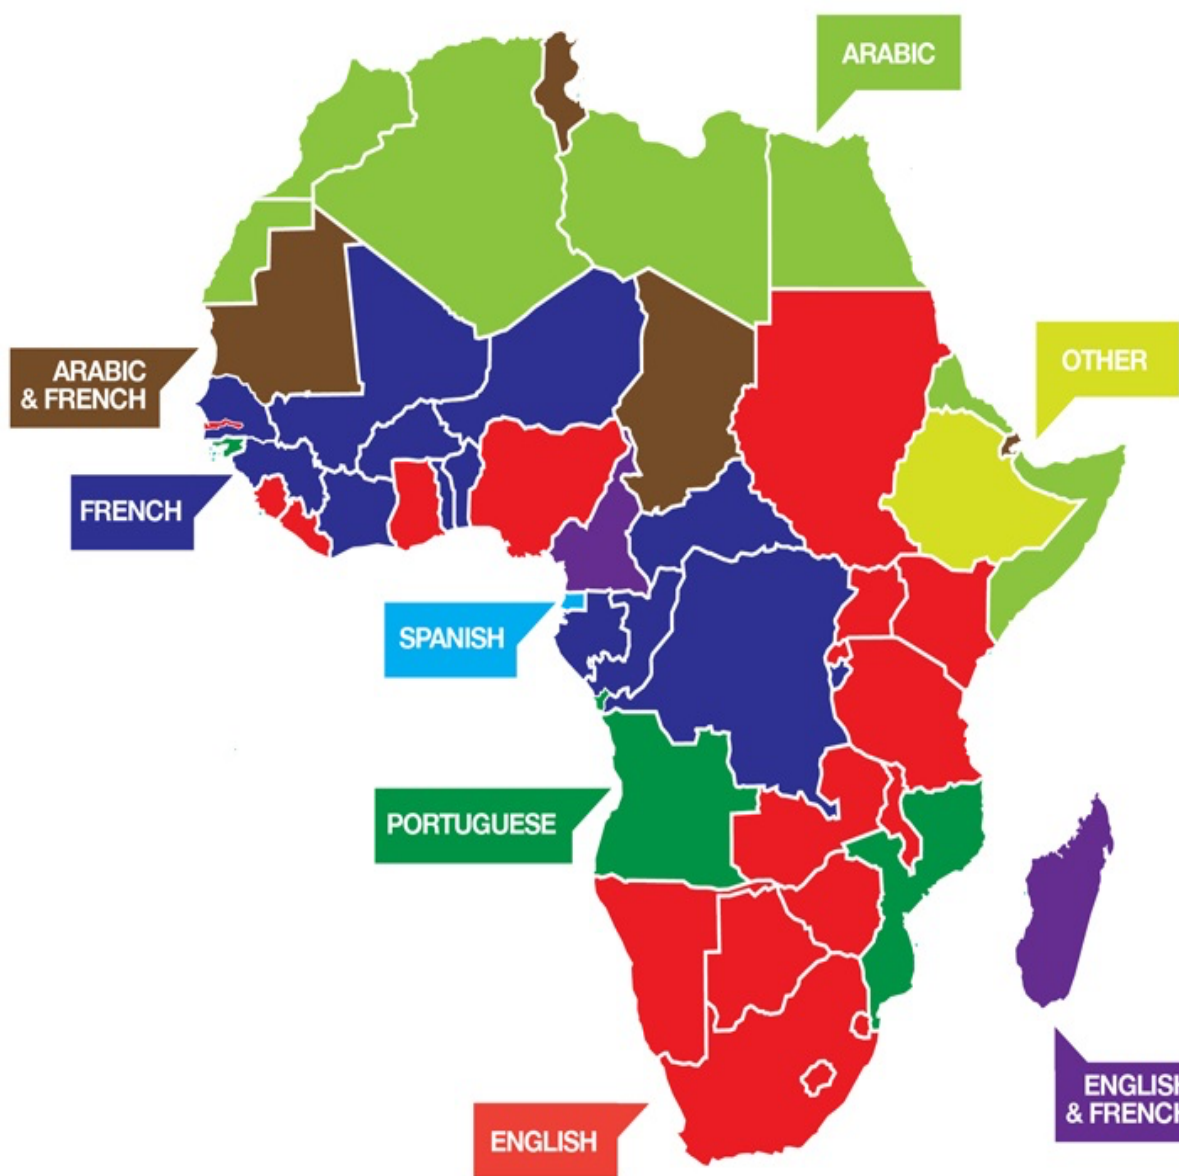 ARABIC
OTHER
ARABIC
& FRENCH
FRENCH
SPANISH
PORTUGUESE
ENGLISH
& FRENCH
ENGLISH